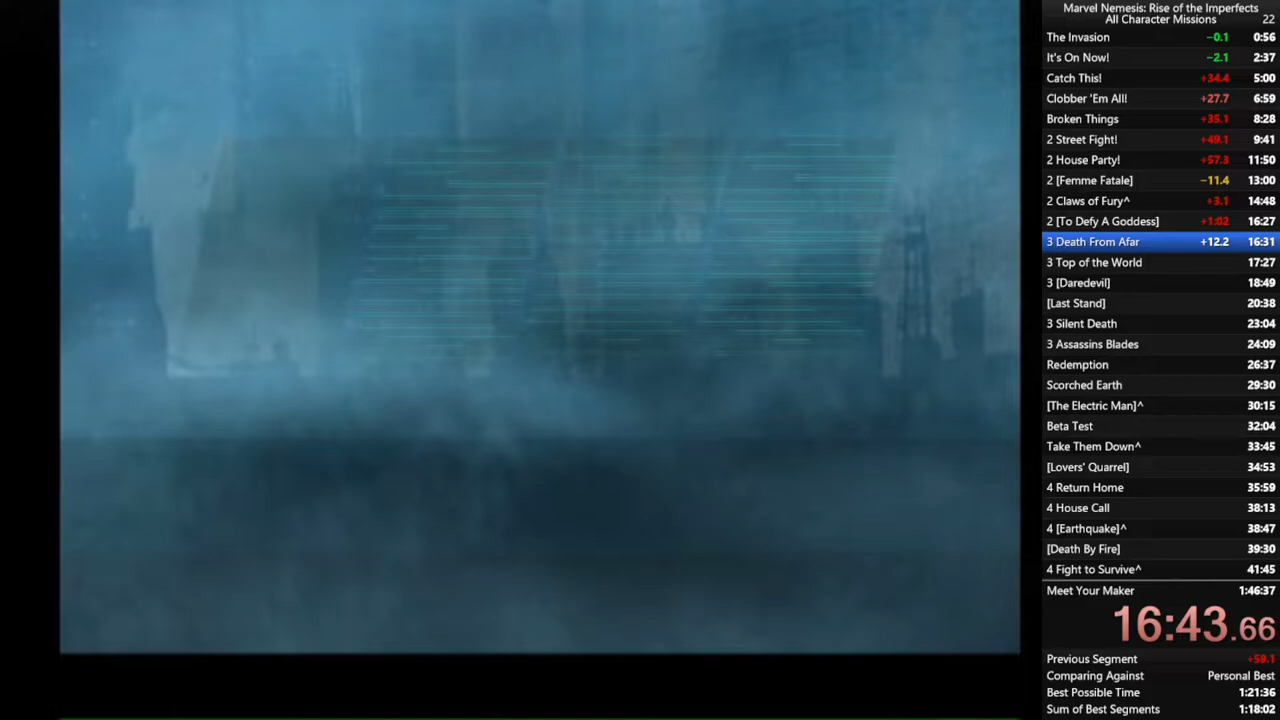 Marvel Nemesis: Rise of the Imperfects
All Character Missions 22
The Invasion −0.1 0:56
It's On Now! −2.1 2:37
Catch This! +34.4 5:00
Clobber 'Em All! +27.7 6:59
Broken Things +35.1 8:28
2 Street Fight! +49.1 9:41
2 House Party! +57.3 11:50
2 [Femme Fatale] −11.4 13:00
2 Claws of Fury^ +3.1 14:48
2 [To Defy A Goddess] +1:02 16:27
3 Death From Afar +12.2 16:31
3 Top of the World 17:27
3 [Daredevil] 18:49
[Last Stand] 20:38
3 Silent Death 23:04
3 Assassins Blades 24:09
Redemption 26:37
Scorched Earth 29:30
[The Electric Man]^ 30:15
Beta Test 32:04
Take Them Down^ 33:45
[Lovers' Quarrel] 34:53
4 Return Home 35:59
4 House Call 38:13
4 [Earthquake]^ 38:47
[Death By Fire] 39:30
4 Fight to Survive^ 41:45
Meet Your Maker 1:46:37
16:43.66
Previous Segment +59.1
Comparing Against Personal Best
Best Possible Time 1:21:36
Sum of Best Segments 1:18:02